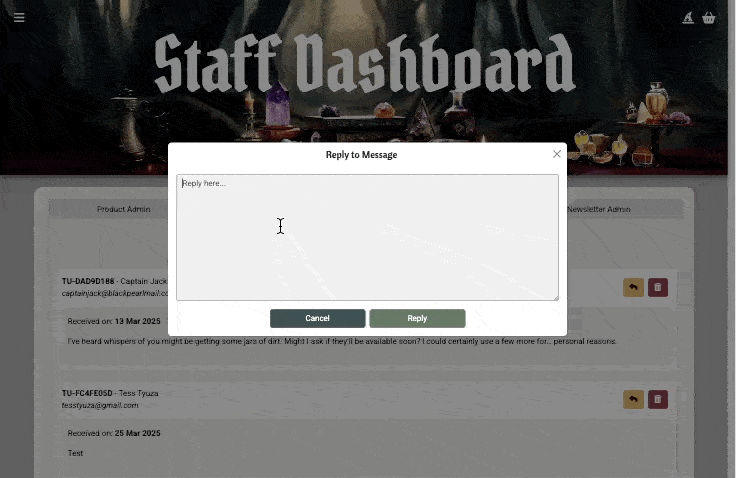 Staff Dashboard
Reply to Message
Reply here...
Cancel
Reply
Product Admin
Newsletter Admin
TU-DAD9D188 - Captain Jack
captainjack@blackpearlmail.co
Received on: 13 Mar 2025
I've heard whispers of you might be getting some jars of dirt. Might I ask if they'll be available soon? I could certainly use a few more for... personal reasons.
TU-FC4FE05D - Tess Tyuza
tesstyuza@gmail.com
Received on: 25 Mar 2025
Test